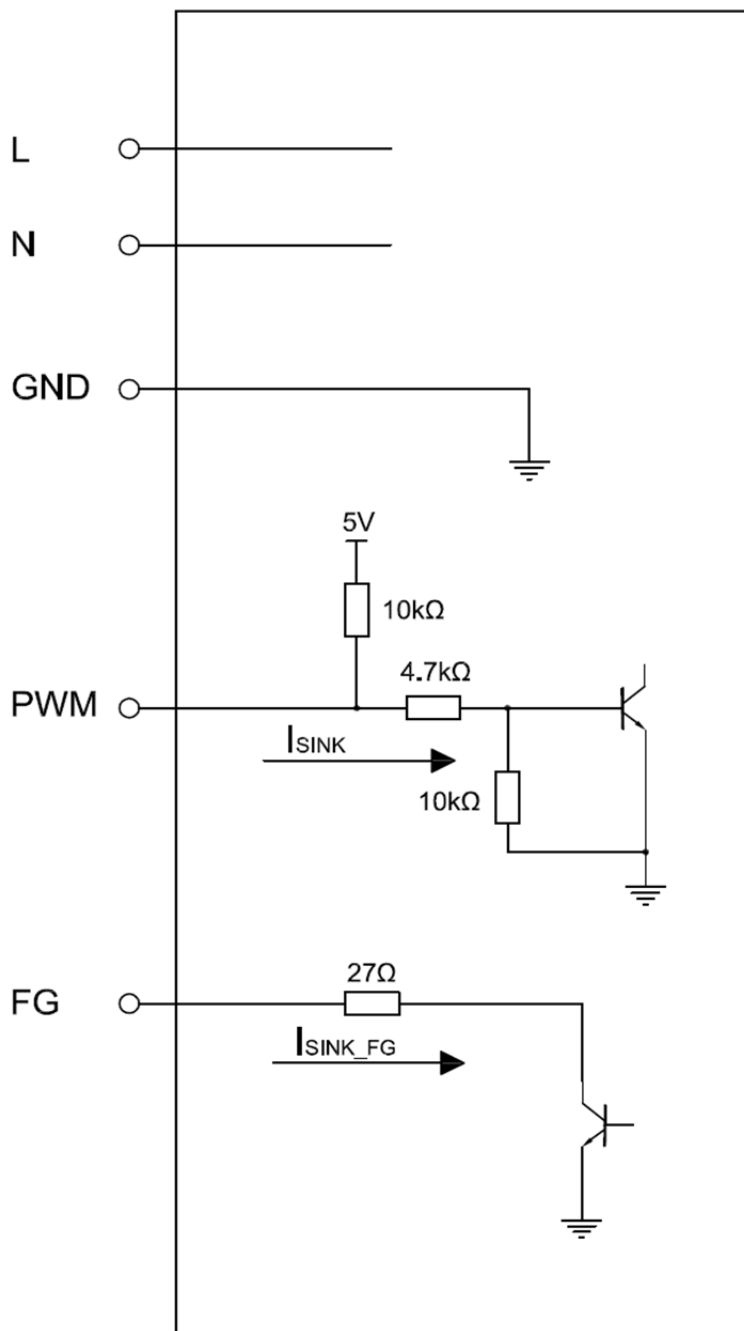 L
N
GND
5V
10kΩ
4.7kΩ
PWM
ISINK
10kΩ
27Ω
FG
ISINK_FG